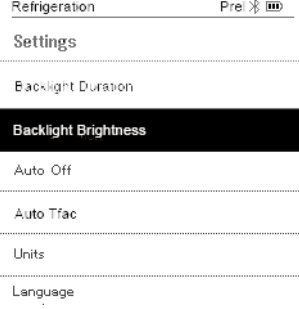 Refrigeration Prel
Settings
Backlight Duration
Backlight Brightness
Auto Off
Auto Tfac
Units
Language